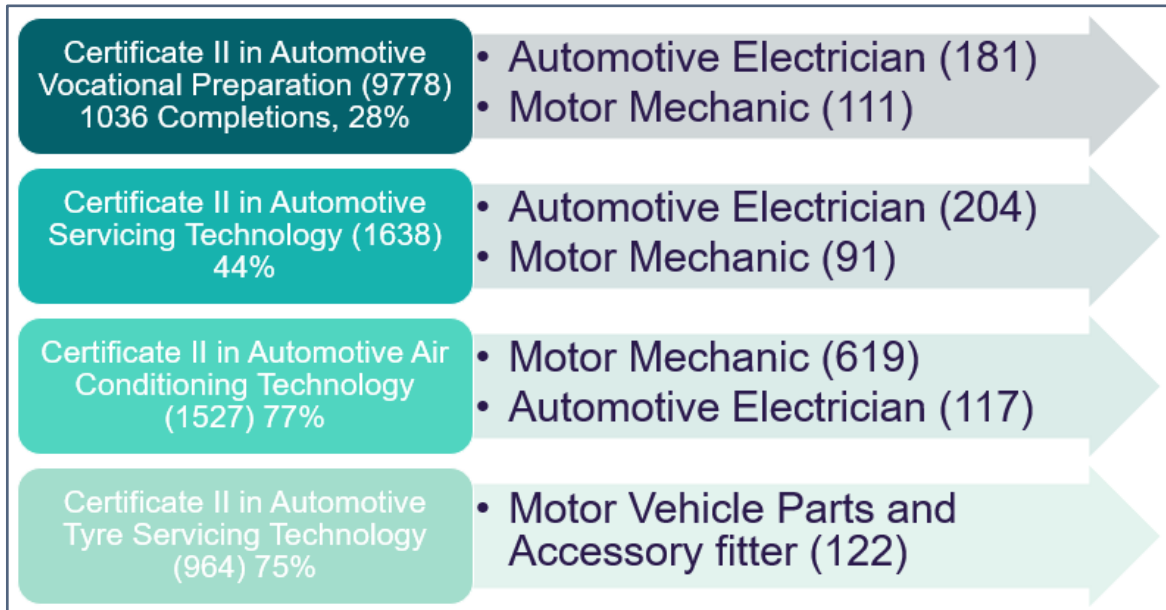 Certificate II in Automotive
Vocational Preparation (9778)
1036 Completions, 28%
• Automotive Electrician (181)
• Motor Mechanic (111)
Certificate II in Automotive
Servicing Technology (1638)
44%
• Automotive Electrician (204)
• Motor Mechanic (91)
Certificate II in Automotive Air
Conditioning Technology
(1527) 77%
• Motor Mechanic (619)
• Automotive Electrician (117)
Certificate II in Automotive
Tyre Servicing Technology
(964) 75%
• Motor Vehicle Parts and
Accessory fitter (122)